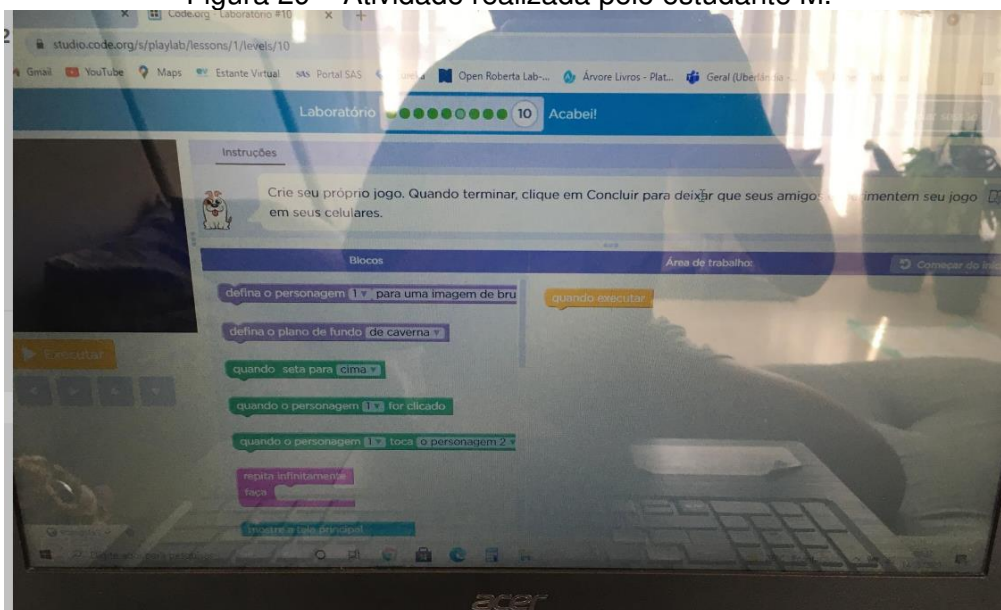 Figura 20 – Atividade realizada pelo estudante M.
Code.org - Laboratório #10
studio.code.org/s/playlab/lessons/1/levels/10
Gmail YouTube Maps Estante Virtual SAS Portal SAS Open Roberta Lab-... Árvore Livros - Plat... Geral (Uberlândia
Laboratório 10 Acabei!
Instruções
Crie seu próprio jogo. Quando terminar, clique em Concluir para deixar que seus amigos imentem seu jogo
em seus celulares.
Blocos Área de trabalho: Começar do iníc
defina o personagem 1 para uma imagem de bru
quando executar
defina o plano de fundo de caverna
Executar
quando seta para cima
quando o personagem 1 for clicado
quando o personagem 1 toca o personagem 2
repita infinitamente
faça
mostre a tela principal
acer